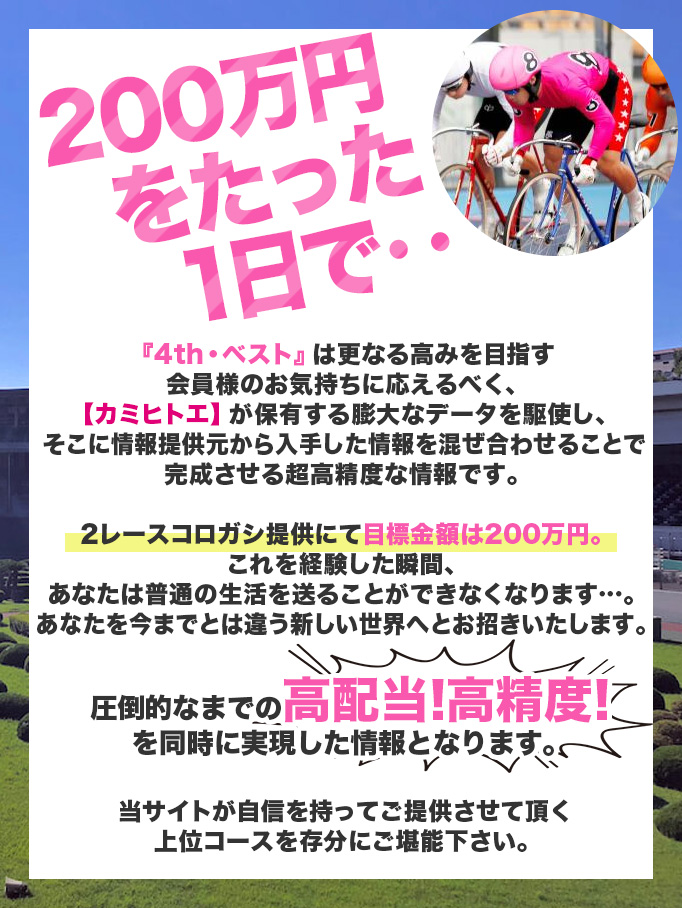 200万円
をたった
1日で‥
『4th・ベスト』は更なる高みを目指す
会員様のお気持ちに応えるべく、
【カミヒトエ】が保有する膨大なデータを駆使し、
そこに情報提供元から入手した情報を混ぜ合わせることで
完成させる超高精度な情報です。
2レースコロガシ提供にて目標金額は200万円。
これを経験した瞬間、
あなたは普通の生活を送ることができなくなります…。
あなたを今までとは違う新しい世界へとお招きいたします。
圧倒的なまでの高配当!高精度!
を同時に実現した情報となります。
当サイトが自信を持ってご提供させて頂く
上位コースを存分にご堪能下さい。
8